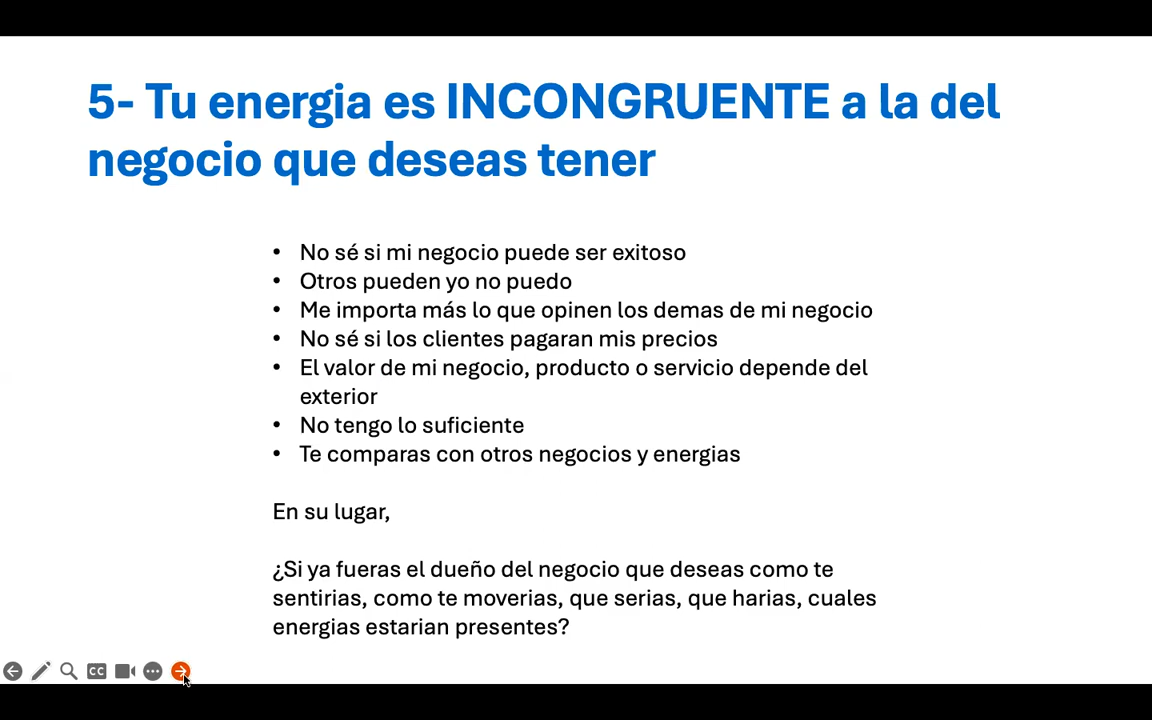 5- Tu energia es INCONGRUENTE a la del
negocio que deseas tener
• No sé si mi negocio puede ser exitoso
• Otros pueden yo no puedo
• Me importa más lo que opinen los demas de mi negocio
• No sé si los clientes pagaran mis precios
• El valor de mi negocio, producto o servicio depende del
exterior
• No tengo lo suficiente
• Te comparas con otros negocios y energias
En su lugar,
¿Si ya fueras el dueño del negocio que deseas como te
sentirias, como te moverias, que serias, que harias, cuales
energias estarian presentes?
CC